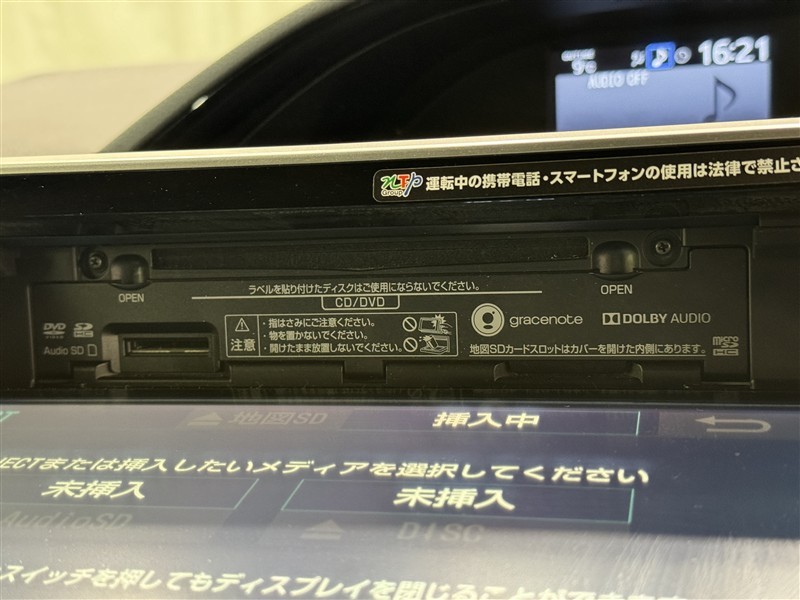 16:21
AUDIO OFF
運転中の携帯電話・スマートフォンの使用は法律で禁止さ
ラベルを貼り付けたディスクはご使用にならないでください。
OPEN
CD/DVD
OPEN
DVD
Audio SD
注意
・指はさみにご注意ください。
・物を置かないでください。
・開けたまま放置しないでください。
gracenote
DOLBY AUDIO
地図SDカードスロットはカバーを開けた内側にあります。
micro
HC
地図SD
挿入中
ECTまたは挿入したいメディアを選択してください
未挿入
未挿入
AudioSD
DISC
スイッチを押してもディスプレイを閉じることができます